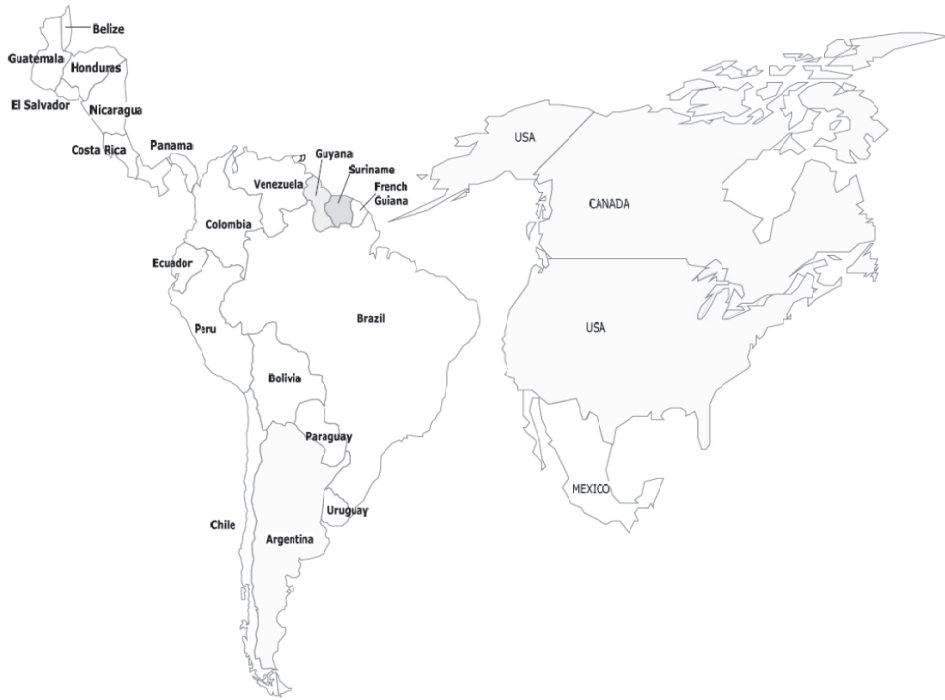 Belize
Guatemala
Honduras
El Salvador
Nicaragua
Costa Rica
Panama
Guyana
Suriname
Venezuela
French
Guiana
Colombia
Ecuador
Peru
Brazil
Bolivia
Paraguay
Chile
Uruguay
Argentina
USA
CANADA
USA
MEXICO